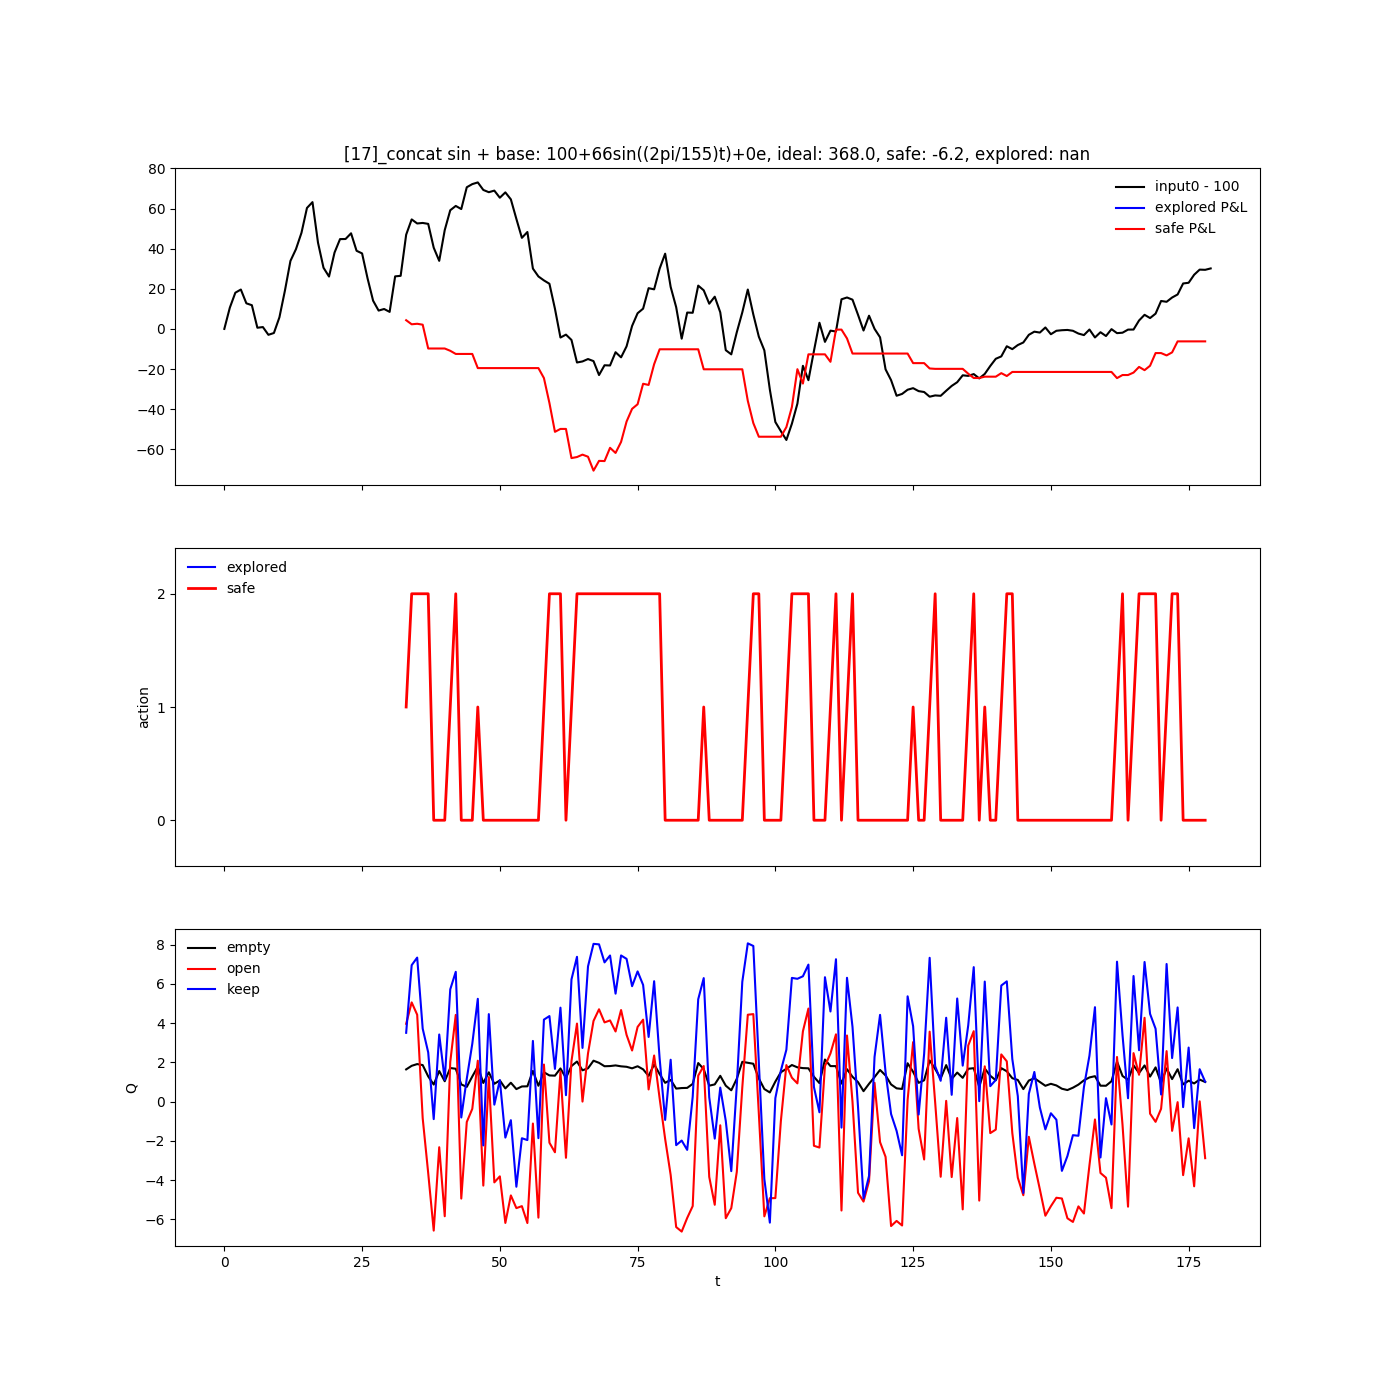 [17]_concat sin + base: 100+66sin((2pi/155)t)+0e, ideal: 368.0, safe: -6.2, explored: nan
80
60
40
20
0
−20
−40
−60
input0 - 100
explored P&L
safe P&L
2
1
0
action
explored
safe
8
6
4
2
0
−2
−4
−6
Q
empty
open
keep
0 25 50 75 100 125 150 175
t